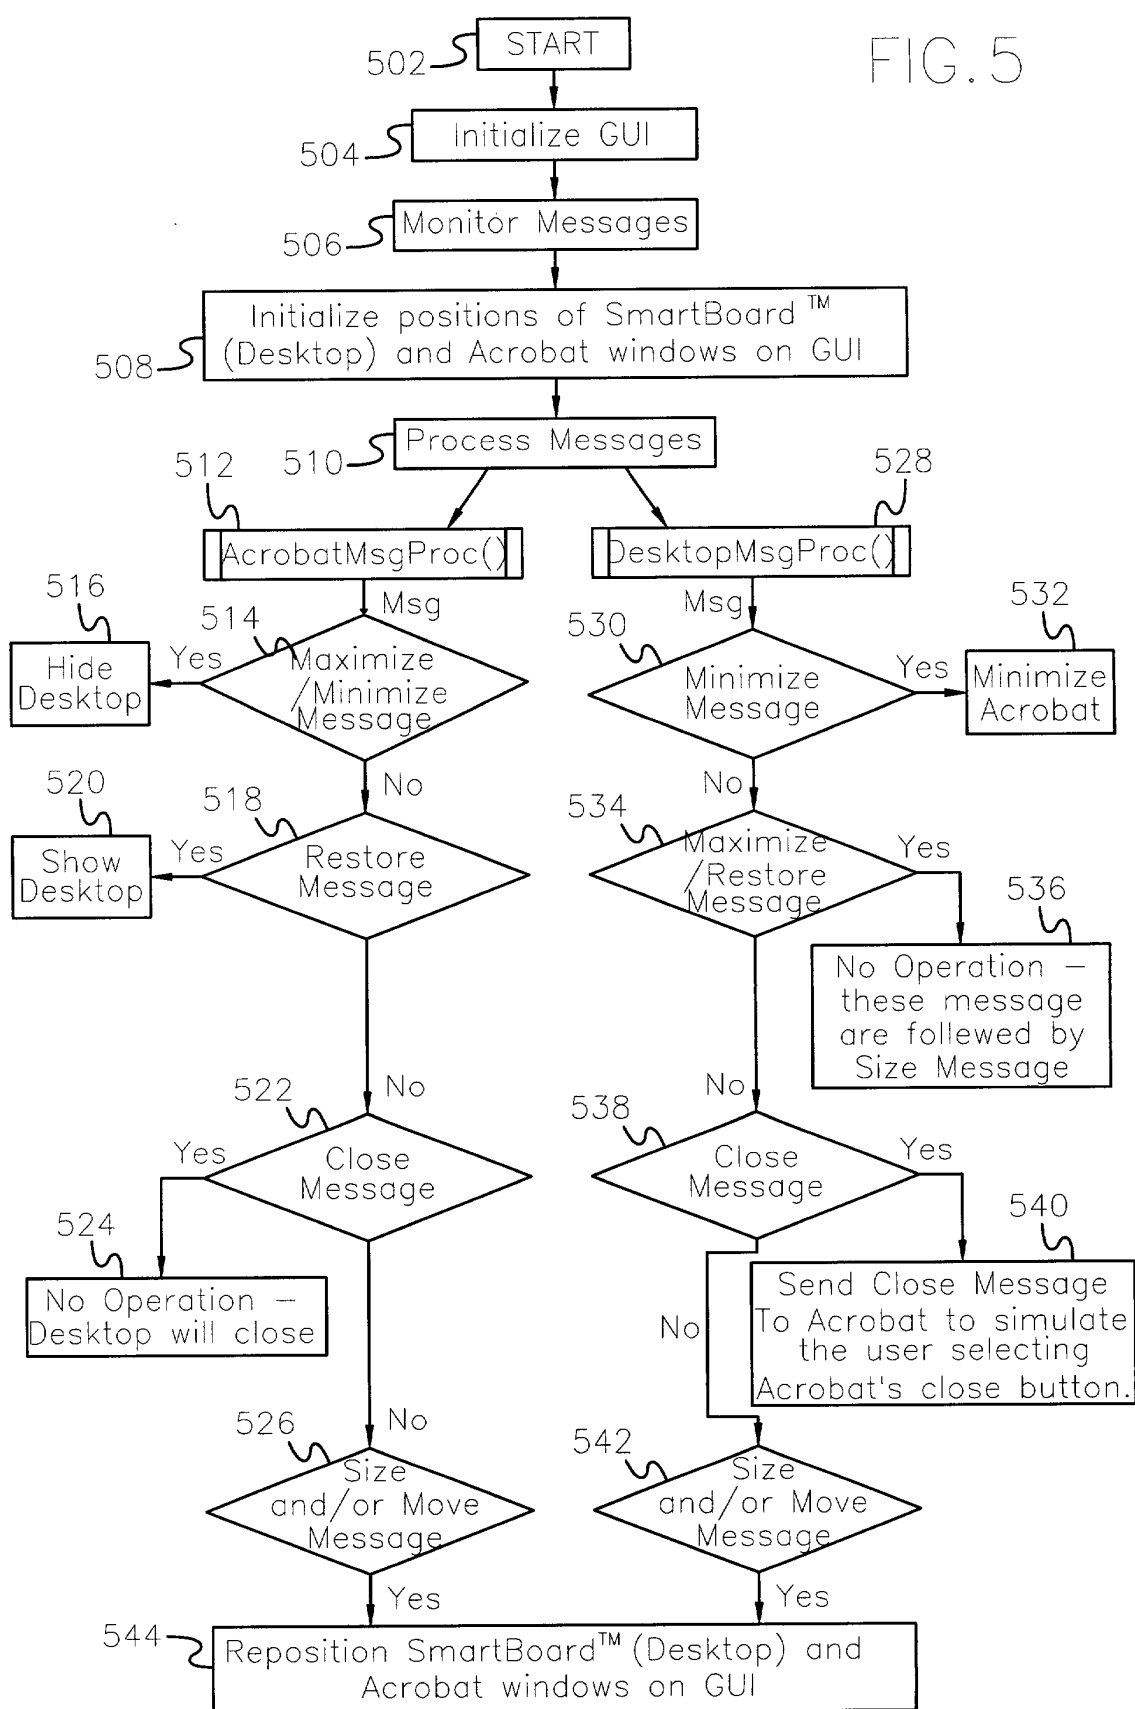 FIG.5
START
502
Initialize GUI
504
Monitor Messages
506
Initialize positions of SmartBoard™
(Desktop) and Acrobat windows on GUI
508
Process Messages
510
512
528
AcrobatMsgProc()
DesktopMsgProc()
Msg
Msg
516
514
530
532
Hide
Desktop
Yes
Maximize
/Minimize
Message
Minimize
Message
Yes
Minimize
Acrobat
No
No
520
518
534
Show
Desktop
Yes
Restore
Message
Maximize
/Restore
Message
Yes
536
No Operation –
these message
are follewed by
Size Message
No
No
522
538
Yes
Close
Message
Close
Message
Yes
524
540
No Operation –
Desktop will close
Send Close Message
To Acrobat to simulate
the user selecting
Acrobat's close button.
No
No
526
542
Size
and/or Move
Message
Size
and/or Move
Message
Yes
Yes
544
Reposition SmartBoard™ (Desktop) and
Acrobat windows on GUI